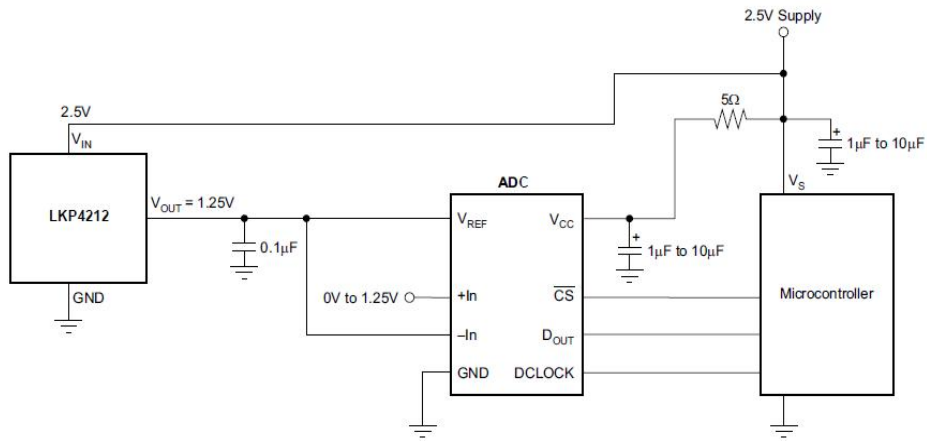 2.5V Supply
2.5V
5Ω
V_IN
1μF to 10μF
ADC
V_S
LKP4212
V_OUT = 1.25V
V_REF
V_CC
0.1μF
1μF to 10μF
GND
0V to 1.25V
+In
CS
Microcontroller
–In
D_OUT
GND
DCLOCK